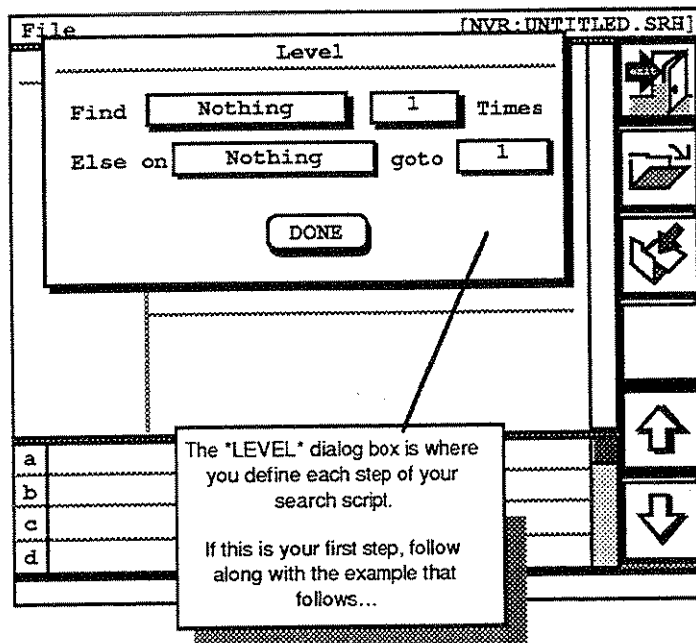 File [NVR:UNTITLED.SRH]
Level
Find Nothing 1 Times
Else on Nothing goto 1
DONE
The *LEVEL* dialog box is where
you define each step of your
search script.
If this is your first step, follow
along with the example that
follows...
a
b
c
d